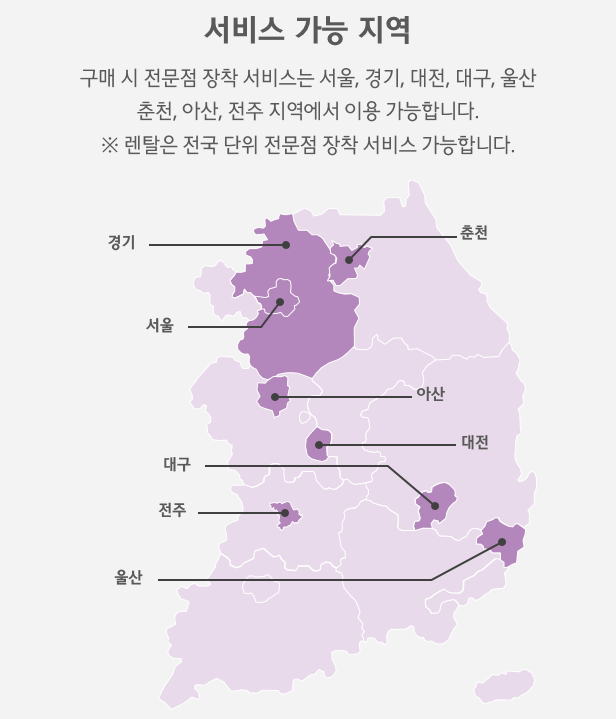 서비스 가능 지역
구매 시 전문점 장착 서비스는 서울, 경기, 대전, 대구, 울산
춘천, 아산, 전주 지역에서 이용 가능합니다.
※ 렌탈은 전국 단위 전문점 장착 서비스 가능합니다.
경기
춘천
서울
아산
대전
대구
전주
울산